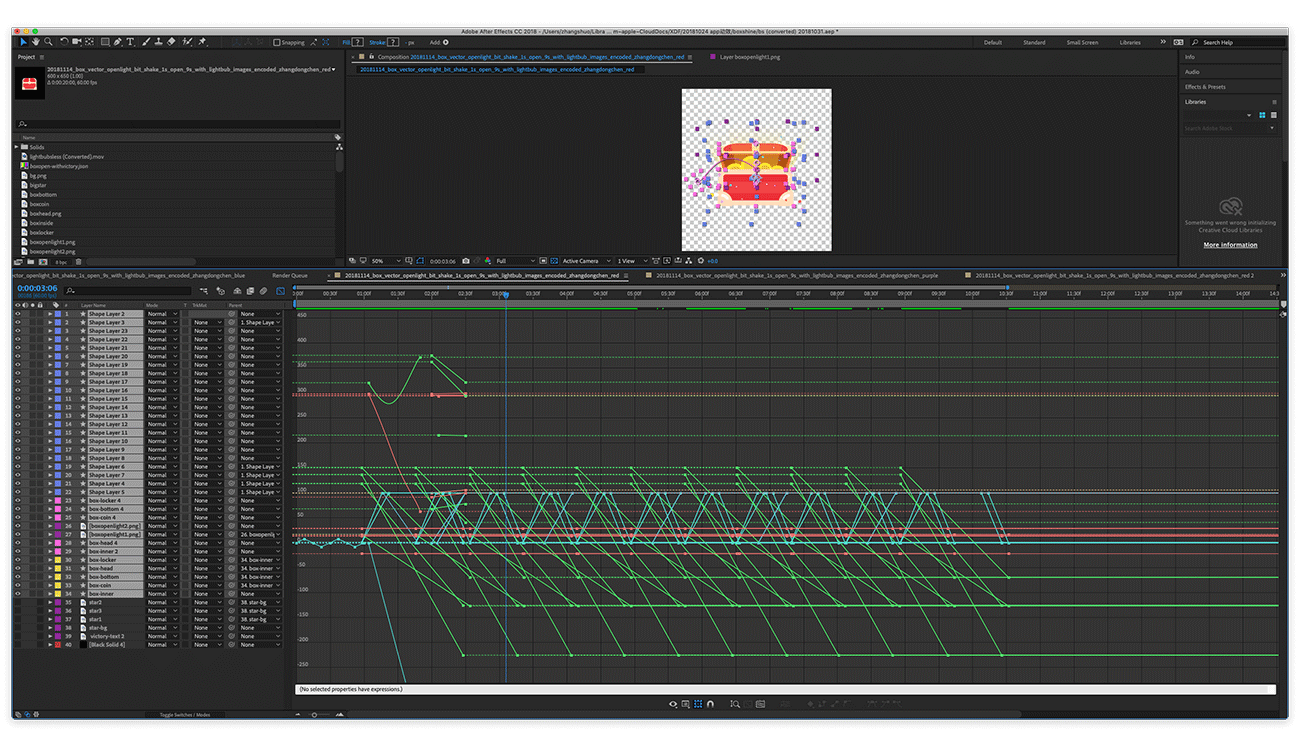 Adobe After Effects CC 2018 - /Users/zhangshuo/Libra ... m~apple~CloudDocs/XDF/20181024 app动效/boxshine/bs (converted) 20181031.aep *
Snapping
Fill ?
Stroke ?
- px
Add:
Default
Standard
Small Screen
Libraries
Search Help
Project
20181114_box_vector_openlight_bit_shake_1s_open_9s_with_lightbub_images_encoded_zhangdongchen_red
600 x 650 (1.00)
Δ 0:00:20:09, 60.00 fps
Name
Solids
lightbubsless (Converted).mov
boxopen-withvictory.json
bg.png
bigstar
boxbottom
boxcoin
boxhead.png
boxinside
boxlocker
boxopenlight1.png
boxopenlight2.png
8 bpc
Composition 20181114_box_vector_openlight_bit_shake_1s_open_9s_with_lightbub_images_encoded_zhangdongchen_red
Layer boxopenlight1.png
20181114_box_vector_openlight_bit_shake_1s_open_9s_with_lightbub_images_encoded_zhangdongchen_red
50%
0:00:03:06
Full
Active Camera
1 View
+0.0
Info
Audio
Effects & Presets
Libraries
Search Adobe Stock
Something went wrong initializing
Creative Cloud Libraries
More information
ctor_openlight_bit_shake_1s_open_9s_with_lightbub_images_encoded_zhangdongchen_blue
Render Queue
20181114_box_vector_openlight_bit_shake_1s_open_9s_with_lightbub_images_encoded_zhangdongchen_red
20181114_box_vector_openlight_bit_shake_1s_open_9s_with_lightbub_images_encoded_zhangdongchen_purple
20181114_box_vector_openlight_bit_shake_1s_open_9s_with_lightbub_images_encoded_zhangdongchen_red 2
0:00:03:06
# Layer Name Mode T TrkMat Parent
1 Shape Layer 2 Normal None
2 Shape Layer 3 Normal None 1. Shape Laye
3 Shape Layer 23 Normal None None
4 Shape Layer 22 Normal None None
5 Shape Layer 21 Normal None None
6 Shape Layer 20 Normal None None
7 Shape Layer 19 Normal None None
8 Shape Layer 18 Normal None None
9 Shape Layer 17 Normal None None
10 Shape Layer 16 Normal None None
11 Shape Layer 15 Normal None None
12 Shape Layer 14 Normal None None
13 Shape Layer 13 Normal None None
14 Shape Layer 12 Normal None None
15 Shape Layer 11 Normal None None
16 Shape Layer 10 Normal None None
17 Shape Layer 9 Normal None None
18 Shape Layer 8 Normal None None
19 Shape Layer 6 Normal None 1. Shape Laye
20 Shape Layer 7 Normal None 1. Shape Laye
21 Shape Layer 4 Normal None 1. Shape Laye
22 Shape Layer 5 Normal None 1. Shape Laye
23 box-locker 4 Normal None None
24 box-bottom 4 Normal None None
25 box-coin 4 Normal None None
26 [boxopenlight2.png] Normal None None
27 [boxopenlight1.png] Normal None 26. boxopenlig
28 box-head 4 Normal None None
29 box-inner 2 Normal None None
30 box-locker Normal None 34. box-inner
31 box-head Normal None 34. box-inner
32 box-bottom Normal None 34. box-inner
33 box-coin Normal None 34. box-inner
34 box-inner Normal None None
35 star2 Normal None 38. star-bg
36 star3 Normal None 38. star-bg
37 star1 Normal None 38. star-bg
38 star-bg Normal None None
39 victory-text 2 Normal None None
40 [Black Solid 4] Normal None None
Toggle Switches / Modes
:00f 00:30f 01:00f 01:30f 02:00f 02:30f 03:30f 04:00f 04:30f 05:00f 05:30f 06:00f 06:30f 07:00f 07:30f 08:00f 08:30f 09:00f 09:30f 10:00f 10:30f 11:00f 11:30f 12:00f 12:30f 13:00f 13:30f 14:00f 14:3
450
400
350
300
250
200
150
100
50
-50
-100
-150
-200
-250
(No selected properties have expressions.)